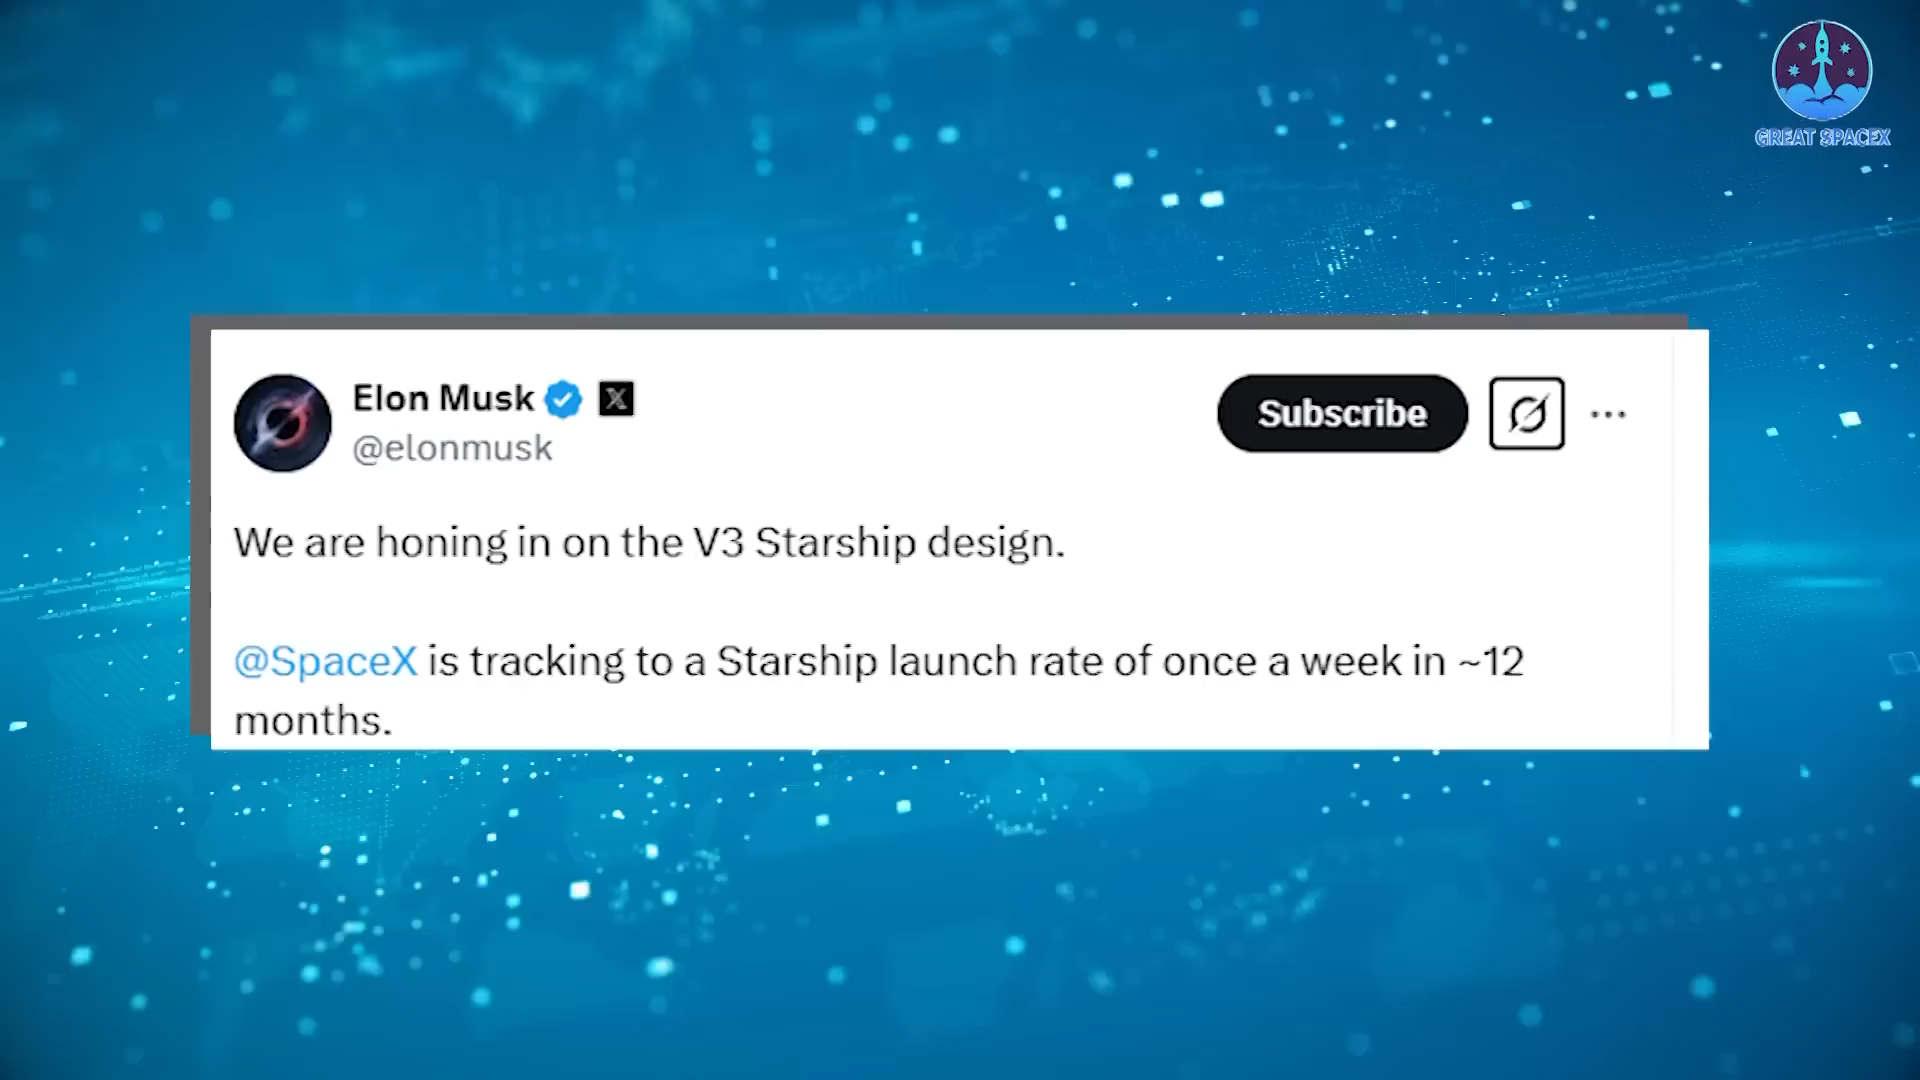 GREAT SPACEX
Elon Musk
@elonmusk
Subscribe
We are honing in on the V3 Starship design.
@SpaceX is tracking to a Starship launch rate of once a week in ~12
months.